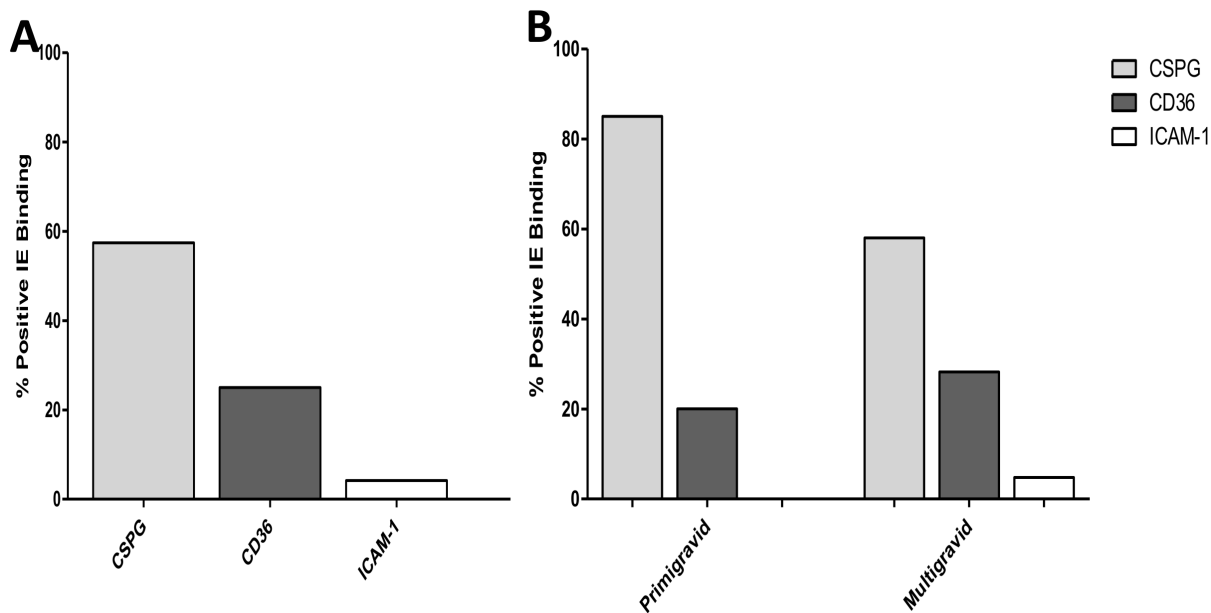 A
100
80
60
40
20
0
% Positive IE Binding
CSPG
CD36
ICAM-1
B
100
80
60
40
20
0
% Positive IE Binding
Primigravid
Multigravid
CSPG
CD36
ICAM-1